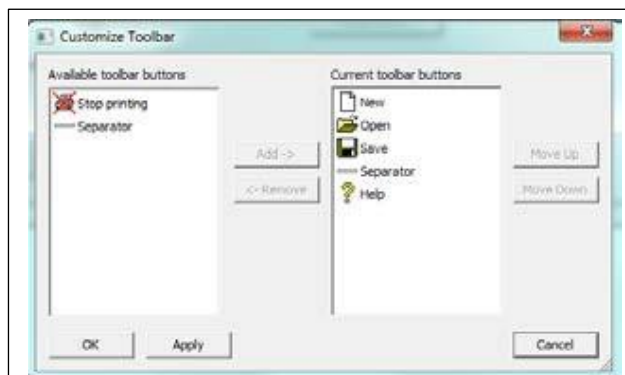 Customize Toolbar
Available toolbar buttons
Stop printing
Separator
Add ->
<- Remove
Current toolbar buttons
New
Open
Save
Separator
Help
Move Up
Move Down
OK
Apply
Cancel